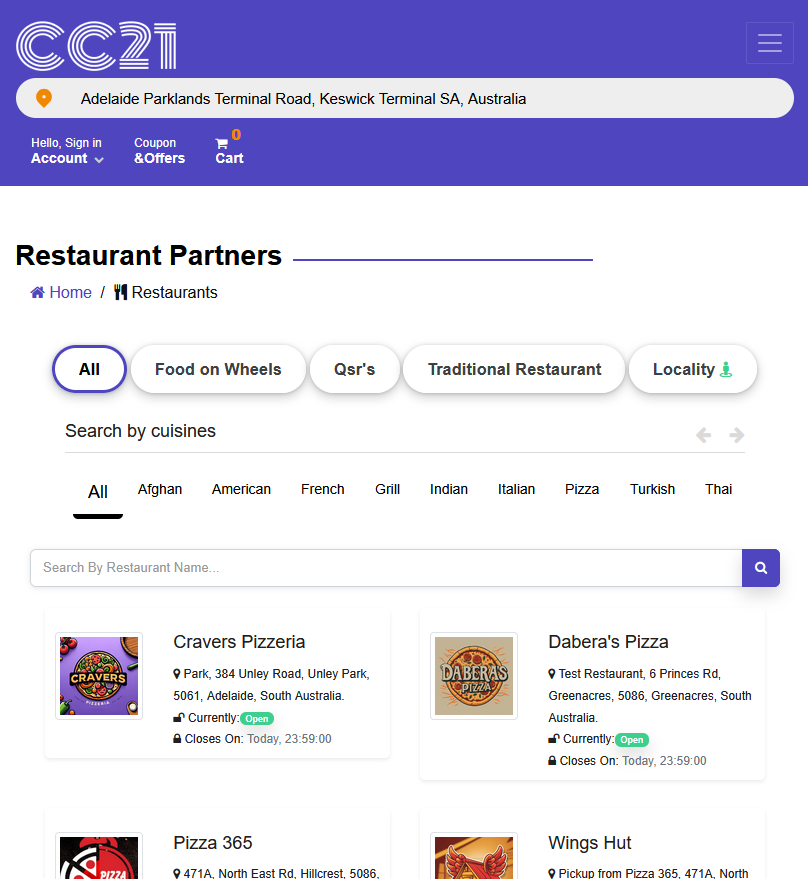 CC21
Adelaide Parklands Terminal Road, Keswick Terminal SA, Australia
Hello, Sign in
Account
Coupon
&Offers
0
Cart
Restaurant Partners
Home / Restaurants
All
Food on Wheels
Qsr's
Traditional Restaurant
Locality
Search by cuisines
All
Afghan
American
French
Grill
Indian
Italian
Pizza
Turkish
Thai
Search By Restaurant Name...
CRAVERS
PIZZERIA
Cravers Pizzeria
Park, 384 Unley Road, Unley Park,
5061, Adelaide, South Australia.
Currently:Open
Closes On: Today, 23:59:00
DABERA'S
PIZZA
Dabera's Pizza
Test Restaurant, 6 Princes Rd,
Greenacres, 5086, Greenacres, South
Australia.
Currently:Open
Closes On: Today, 23:59:00
PIZZA
Pizza 365
471A, North East Rd, Hillcrest, 5086,
Wings Hut
Pickup from Pizza 365, 471A, North